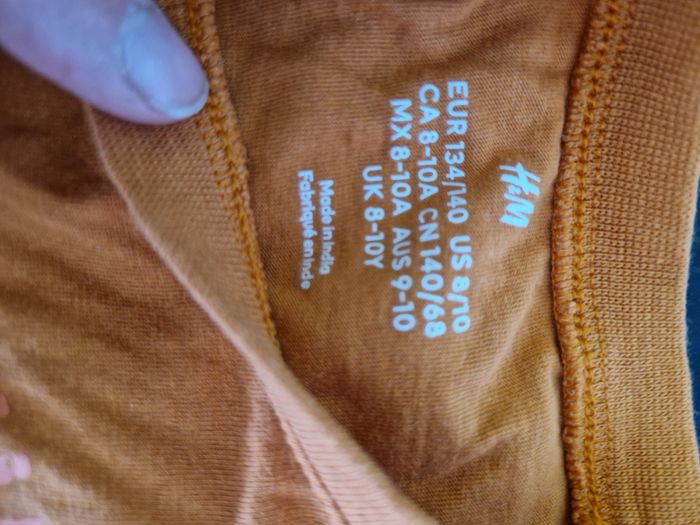 H&M
EUR 134/140 US 8/10
CA 8-10A CN 140/68
MX 8-10A AUS 9-10
UK 8-10Y
Made in India
Fabriqué en Inde